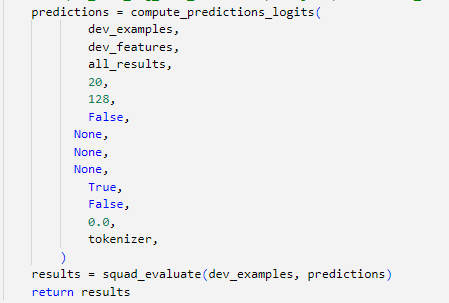 predictions = compute_predictions_logits(
dev_examples,
dev_features,
all_results,
20,
128,
False,
None,
None,
None,
True,
False,
0.0,
tokenizer,
)
results = squad_evaluate(dev_examples, predictions)
return results